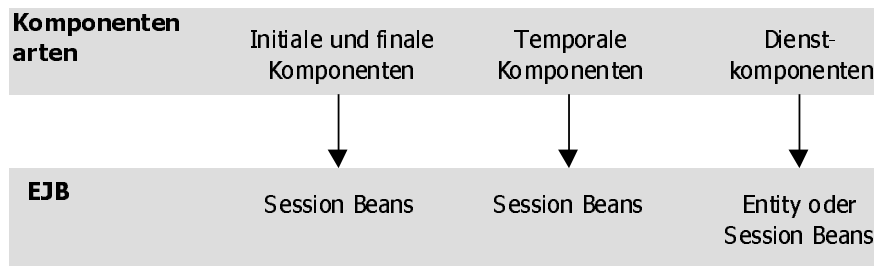 Komponenten
arten
Initiale und finale
Komponenten
Temporale
Komponenten
Dienst-
komponenten
EJB
Session Beans
Session Beans
Entity oder
Session Beans